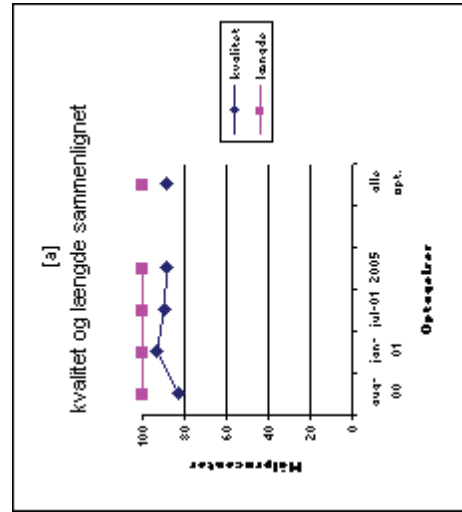 [a]
kvalitet og længde sammenlignet
kvalitet
længde
Målprocenter
100
80
60
40
20
0
aug- jan- jul-01 2005 alle
00 01 opt.
Optagelser